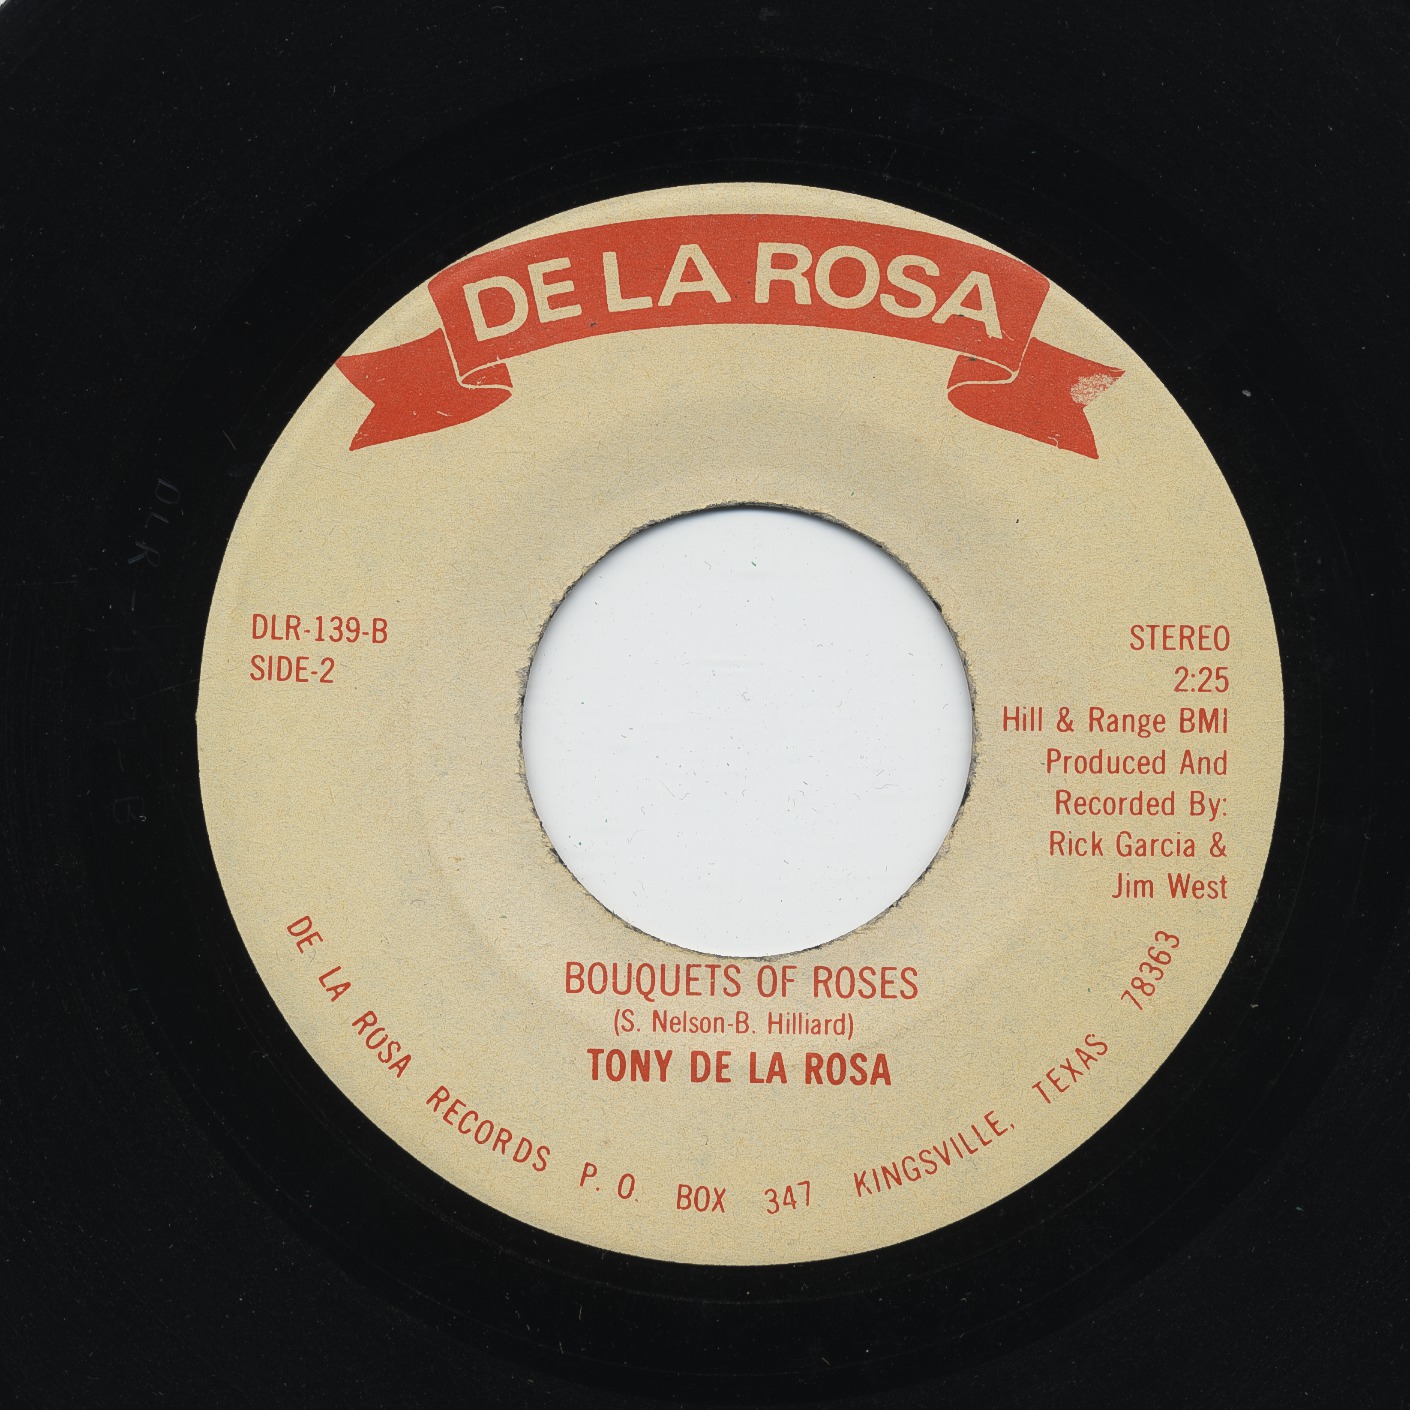 DE LA ROSA
DLR-139-B
SIDE-2
STEREO
2:25
Hill & Range BMI
Produced And
Recorded By:
Rick Garcia &
Jim West
BOUQUETS OF ROSES
(S. Nelson-B. Hilliard)
TONY DE LA ROSA
DE LA ROSA RECORDS P. O. BOX 347 KINGSVILLE, TEXAS 78363